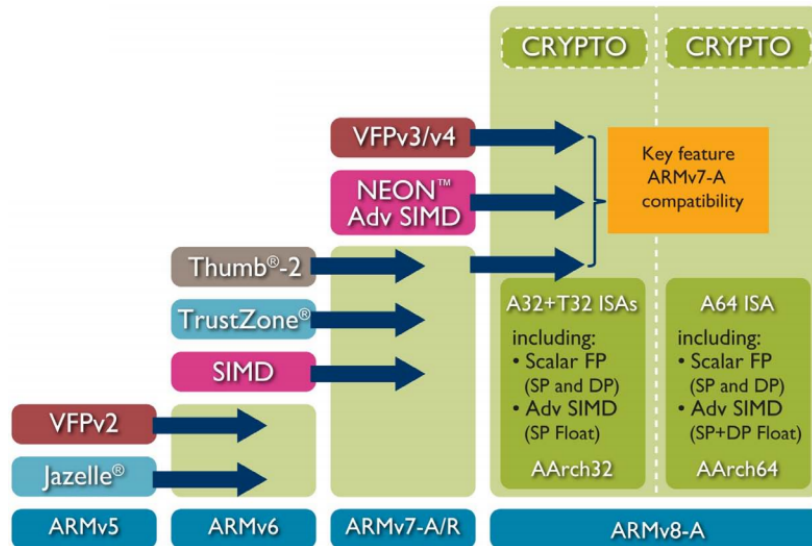 CRYPTO
CRYPTO
VFPv3/v4
Key feature
ARMv7-A
compatibility
NEON™
Adv SIMD
Thumb®-2
A32+T32 ISAs
including:
• Scalar FP
(SP and DP)
• Adv SIMD
(SP Float)
AArch32
A64 ISA
including:
• Scalar FP
(SP and DP)
• Adv SIMD
(SP+DP Float)
AArch64
TrustZone®
SIMD
VFPv2
Jazelle®
ARMv5
ARMv6
ARMv7-A/R
ARMv8-A